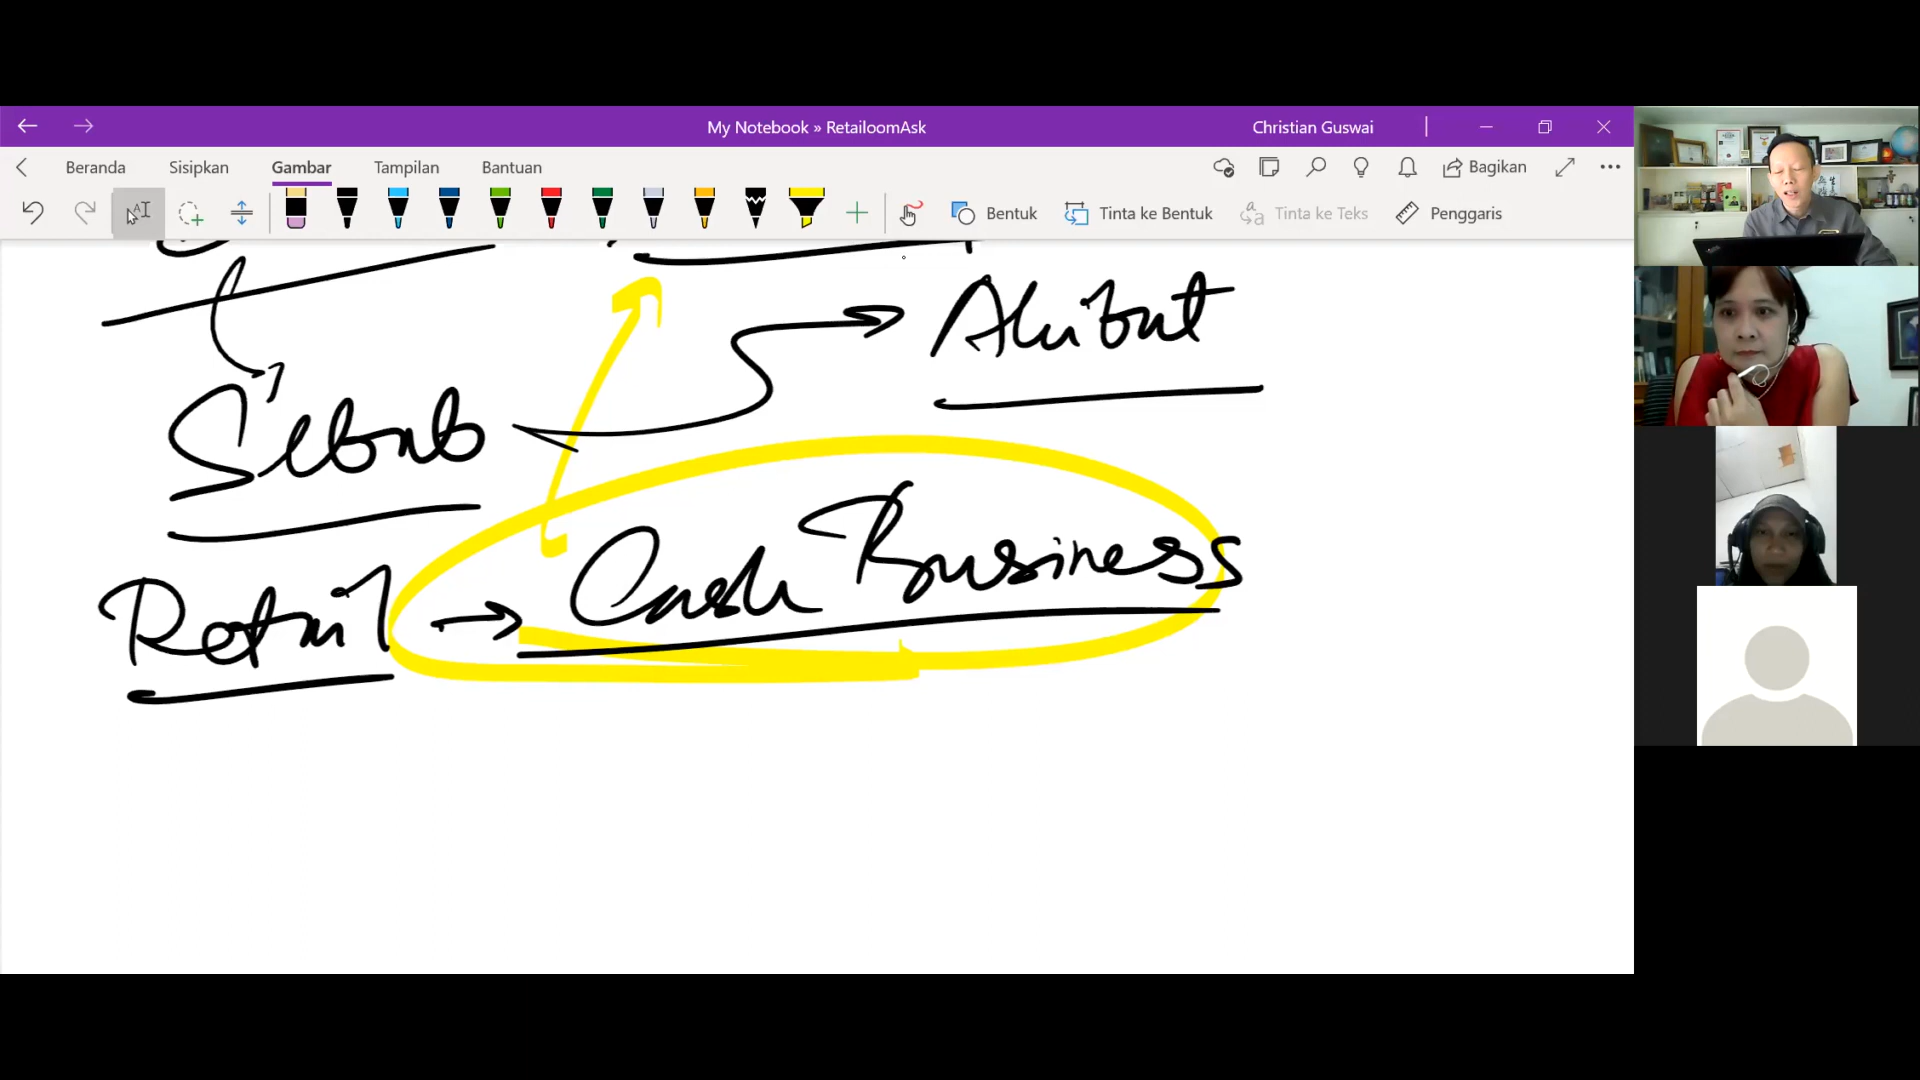 My Notebook » RetailoomAsk
Christian Guswai
Beranda Sisipkan Gambar Tampilan Bantuan
Bagikan
Bentuk Tinta ke Bentuk Tinta ke Teks Penggaris
Akibat
Sebab
Retail → Cash Business